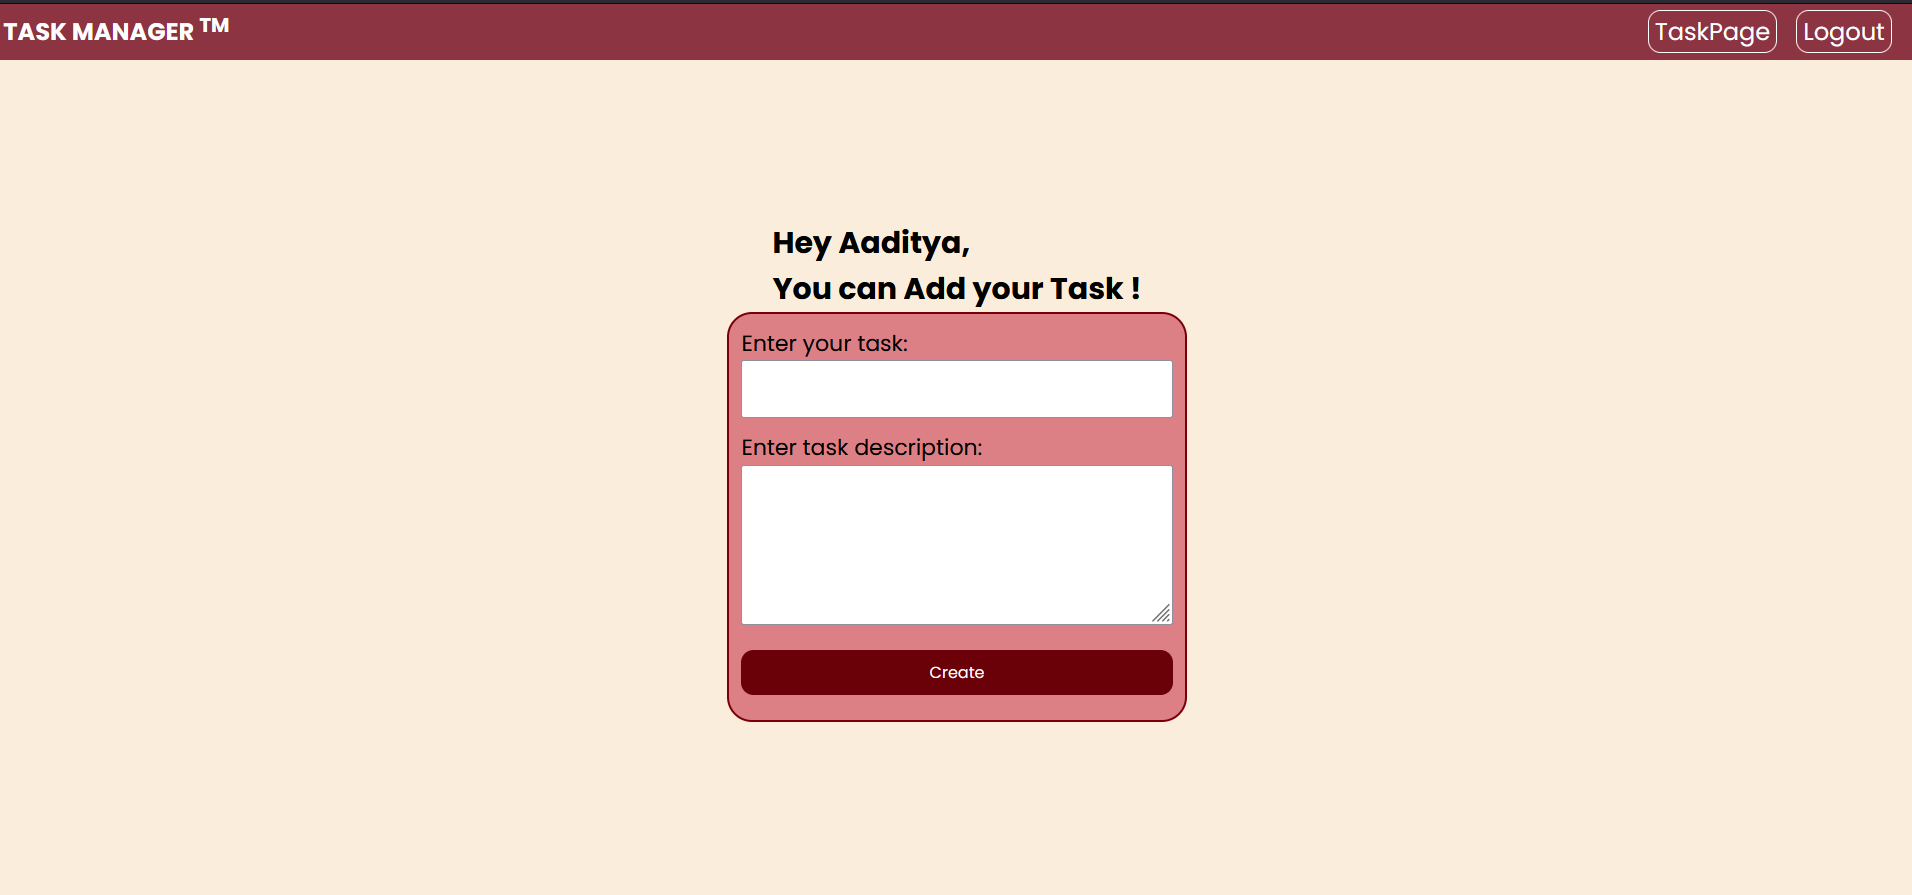 TASK MANAGER TM
TaskPage
Logout
Hey Aaditya,
You can Add your Task !
Enter your task:
Enter task description:
Create